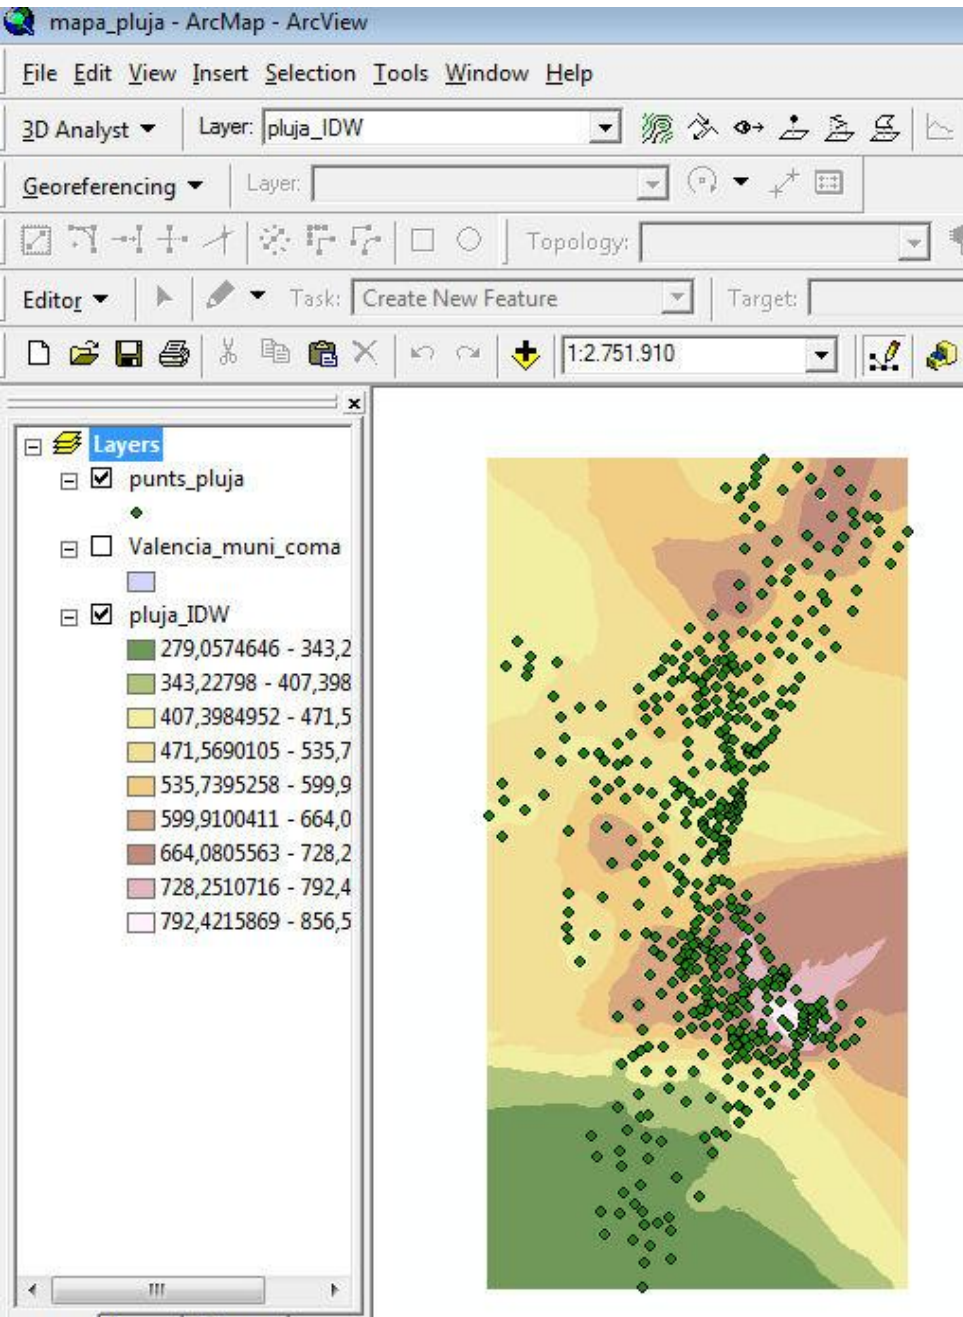 mapa_pluja - ArcMap - ArcView
File Edit View Insert Selection Tools Window Help
3D Analyst Layer: pluja_IDW
Georeferencing Layer:
Topology:
Editor Task: Create New Feature Target:
1:2.751.910
Layers
punts_pluja
Valencia_muni_coma
pluja_IDW
279,0574646 - 343,2
343,22798 - 407,398
407,3984952 - 471,5
471,5690105 - 535,7
535,7395258 - 599,9
599,9100411 - 664,0
664,0805563 - 728,2
728,2510716 - 792,4
792,4215869 - 856,5